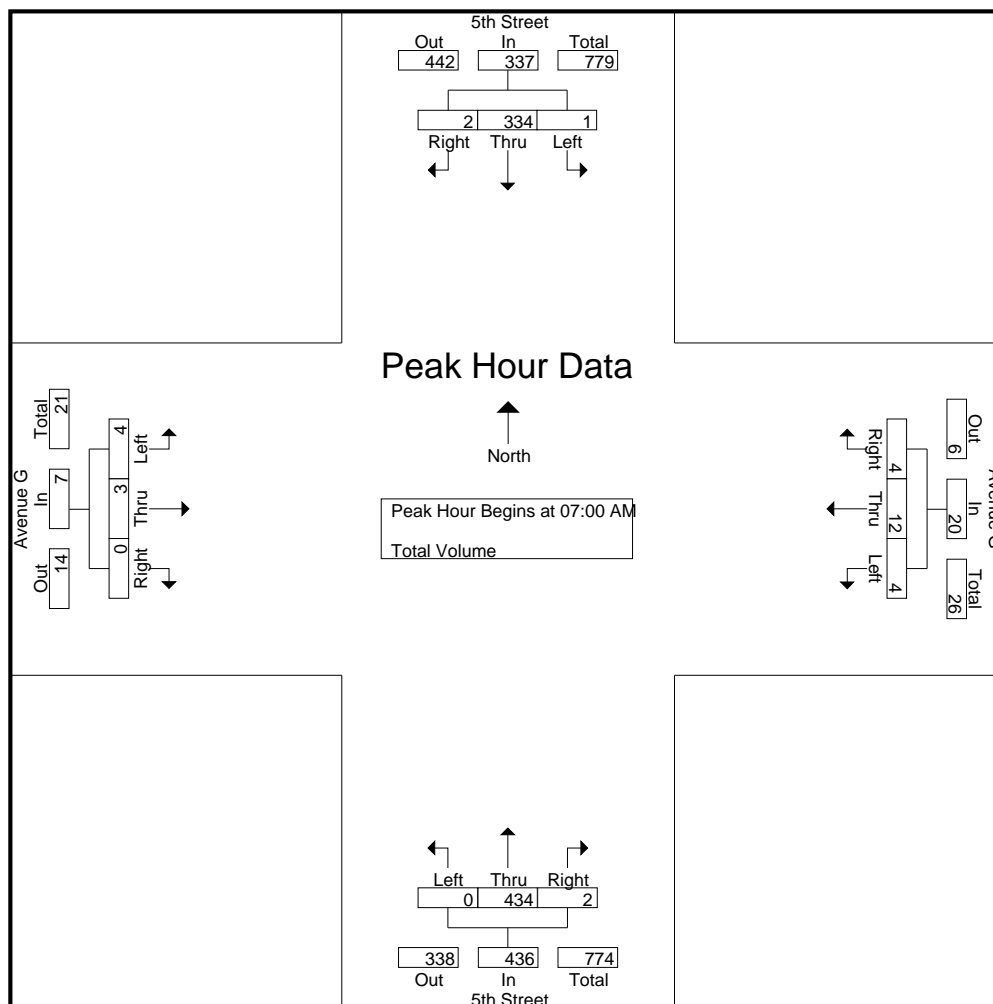 5th Street
Out In Total
442 337 779
2 334 1
Right Thru Left
Peak Hour Data
North
Peak Hour Begins at 07:00 AM
Total Volume
Avenue G
Total In Out
21 7 14
4 3 0
Left Thru Right
Right Thru Left
4 12 4
Out In Total
6 20 26
Avenue
Left Thru Right
0 434 2
338 436 774
Out In Total
5th Street